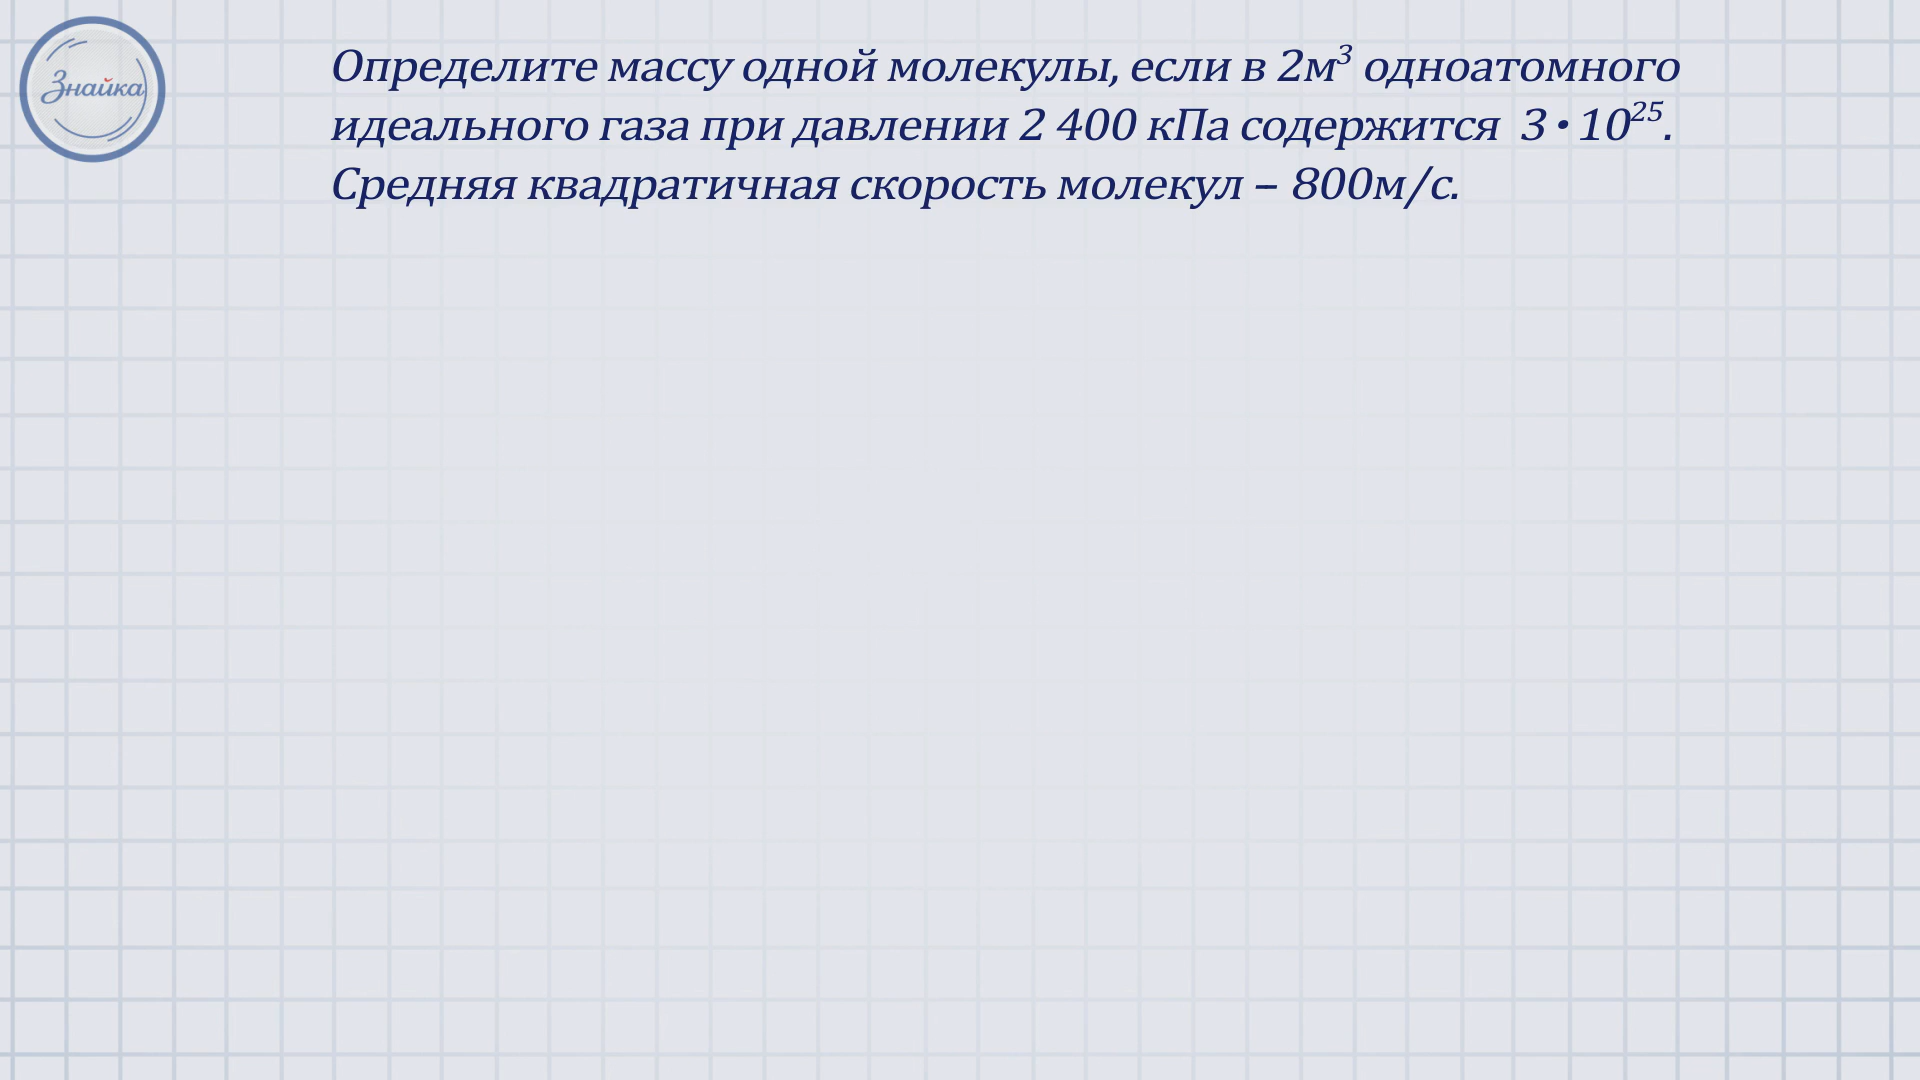 Знайка
Определите массу одной молекулы, если в 2м³ одноатомного
идеального газа при давлении 2 400 кПа содержится 3 • 10²⁵.
Средняя квадратичная скорость молекул – 800м/с.